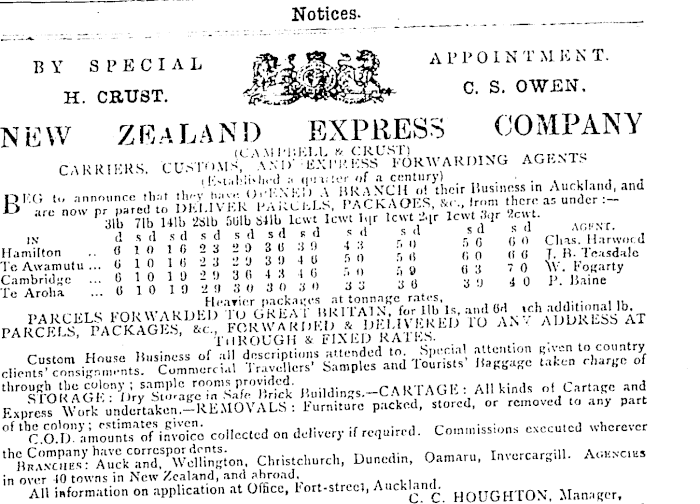 Notices.
BY SPECIAL APPOINTMENT.
H. CRUST. C. S. OWEN.
NEW ZEALAND EXPRESS COMPANY
(CAMPBELL & CRUST)
CARRIERS, CUSTOMS, AND EXPRESS FORWARDING AGENTS
(Established a quarter of a century)
BEG to announce that they have OPENED A BRANCH of their Business in Auckland, and
are now pr pared to DELIVER PARCELS, PACKAGES, &c., from there as under :—
3lb 7lb 14lb 28lb 56lb 84lb 1cwt 1cwt 1qr 1cwt 2qr 1cwt 3qr 2cwt.
IN d s d s d s d s d s d s d s d s d s d s d AGENT.
Hamilton .. 6 1 0 1 6 2 3 2 9 3 6 3 9 4 3 5 0 5 6 6 0 Chas. Harwood
Te Awamutu ... 6 1 0 1 6 2 3 2 9 3 9 4 6 5 0 5 6 6 0 6 6 J. B. Teasdale
Cambridge ... 6 1 0 1 9 2 9 3 6 4 3 4 6 5 0 5 9 6 3 7 0 W. Fogarty
Te Aroha ... 6 1 0 1 9 2 9 3 0 3 0 3 0 3 3 3 6 3 9 4 0 P. Baine
Heavier packages at tonnage rates.
PARCELS FORWARDED TO GREAT BRITAIN, for 1lb 1s, and 6d ach additional lb.
PARCELS, PACKAGES, &c., FORWARDED & DELIVERED TO ANY ADDRESS AT
THROUGH & FIXED RATES.
Custom House Business of all descriptions attended to. Special attention given to country
clients' consignments. Commercial Travellers' Samples and Tourists' Baggage taken charge of
through the colony ; sample rooms provided.
STORAGE : Dry Storage in Safe Brick Buildings.—CARTAGE : All kinds of Cartage and
Express Work undertaken.—REMOVALS : Furniture packed, stored, or removed to any part
of the colony ; estimates given.
C.O.D. amounts of invoice collected on delivery if required. Commissions executed wherever
the Company have correspordents.
BRANCHES : Auck and, Wellington, Christchurch, Dunedin, Oamaru, Invercargill. AGENCIES
in over 40 towns in New Zealand, and abroad.
All information on application at Office, Fort-street, Auckland.
C. C. HOUGHTON, Manager,